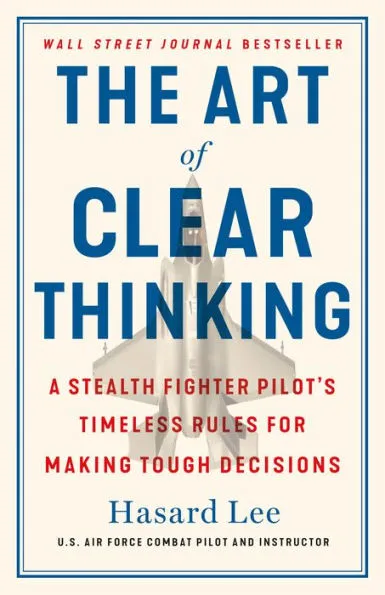 WALL STREET JOURNAL BESTSELLER
THE ART
of
CLEAR
THINKING
A STEALTH FIGHTER PILOT'S
TIMELESS RULES FOR
MAKING TOUGH DECISIONS
Hasard Lee
U.S. AIR FORCE COMBAT PILOT AND INSTRUCTOR